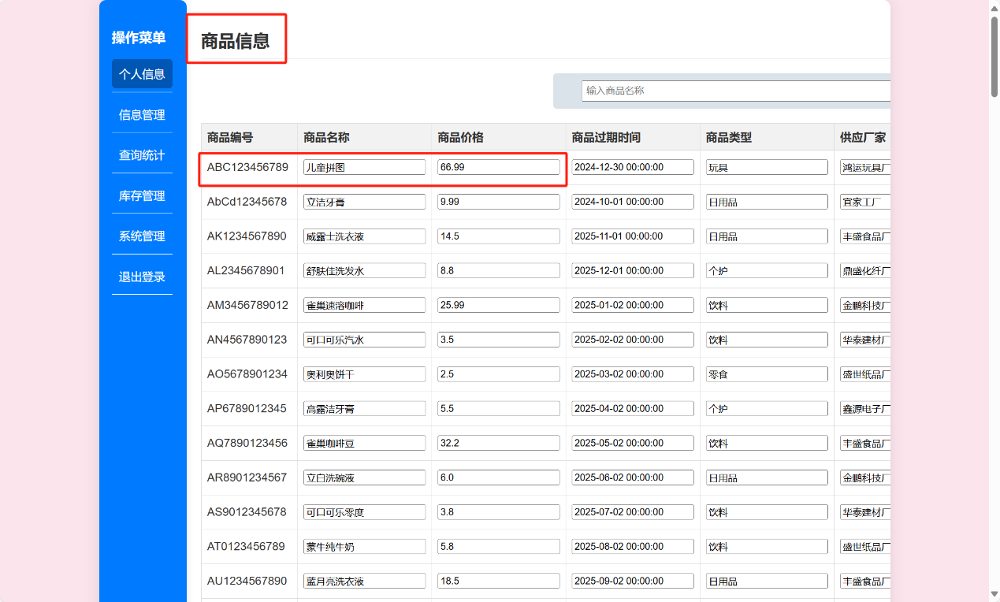 操作菜单
个人信息
信息管理
查询统计
库存管理
系统管理
退出登录
商品信息
输入商品名称
商品编号 商品名称 商品价格 商品过期时间 商品类型 供应厂家
ABC123456789 儿童拼图 66.99 2024-12-30 00:00:00 玩具 鸿运玩具厂
AbCd12345678 立洁牙膏 9.99 2024-10-01 00:00:00 日用品 宜家工厂
AK1234567890 威露士洗衣液 14.5 2025-11-01 00:00:00 日用品 丰盛食品厂
AL2345678901 舒肤佳洗发水 8.8 2025-12-01 00:00:00 个护 鼎盛化纤厂
AM3456789012 雀巢速溶咖啡 25.99 2025-01-02 00:00:00 饮料 金鹏科技厂
AN4567890123 可口可乐汽水 3.5 2025-02-02 00:00:00 饮料 华泰建材厂
AO5678901234 奥利奥饼干 2.5 2025-03-02 00:00:00 零食 盛世纸品厂
AP6789012345 高露洁牙膏 5.5 2025-04-02 00:00:00 个护 鑫源电子厂
AQ7890123456 雀巢咖啡豆 32.2 2025-05-02 00:00:00 饮料 丰盛食品厂
AR8901234567 立白洗碗液 6.0 2025-06-02 00:00:00 日用品 金鹏科技厂
AS9012345678 可口可乐零度 3.8 2025-07-02 00:00:00 饮料 华泰建材厂
AT0123456789 蒙牛纯牛奶 5.8 2025-08-02 00:00:00 饮料 盛世纸品厂
AU1234567890 蓝月亮洗衣液 18.5 2025-09-02 00:00:00 日用品 丰盛食品厂